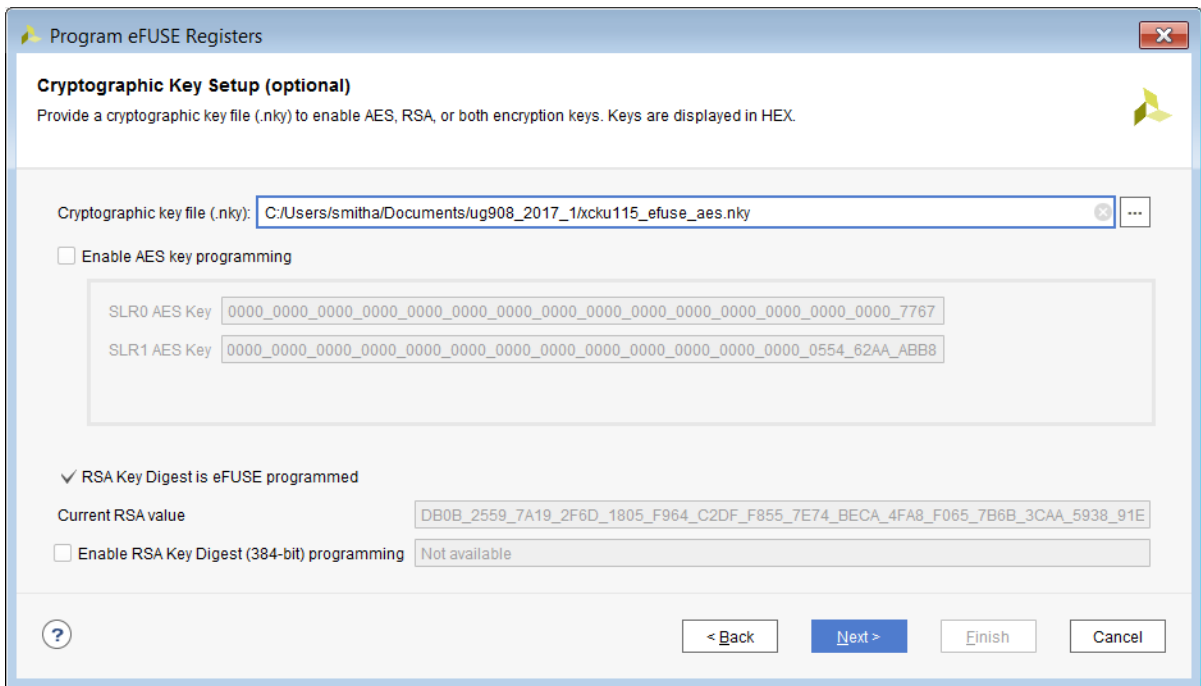 Program eFUSE Registers
Cryptographic Key Setup (optional)
Provide a cryptographic key file (.nky) to enable AES, RSA, or both encryption keys. Keys are displayed in HEX.
Cryptographic key file (.nky): C:/Users/smitha/Documents/ug908_2017_1/xcku115_efuse_aes.nky ...
Enable AES key programming
SLR0 AES Key 0000_0000_0000_0000_0000_0000_0000_0000_0000_0000_0000_0000_0000_0000_0000_7767
SLR1 AES Key 0000_0000_0000_0000_0000_0000_0000_0000_0000_0000_0000_0000_0000_0554_62AA_ABB8
RSA Key Digest is eFUSE programmed
Current RSA value DB0B_2559_7A19_2F6D_1805_F964_C2DF_F855_7E74_BECA_4FA8_F065_7B6B_3CAA_5938_91E
Enable RSA Key Digest (384-bit) programming Not available
? < Back Next > Finish Cancel